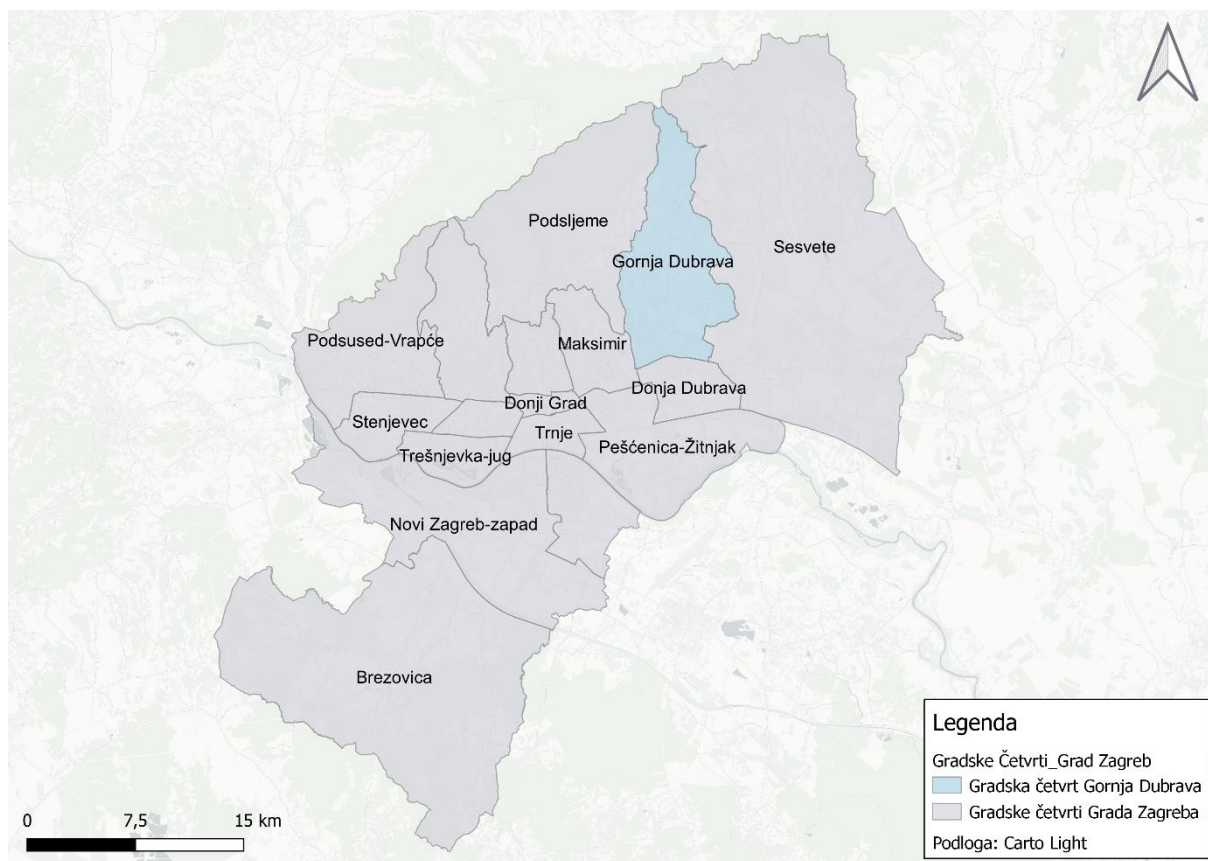 Podsljeme
Gornja Dubrava
Sesvete
Podsused-Vrapče
Maksimir
Donja Dubrava
Donji Grad
Stenjevec
Trnje
Pešćenica-Žitnjak
Trešnjevka-jug
Novi Zagreb-zapad
Brezovica
Legenda
Gradske Četvrti_Grad Zagreb
Gradska četvrt Gornja Dubrava
Gradske četvrti Grada Zagreba
Podloga: Carto Light
0 7,5 15 km